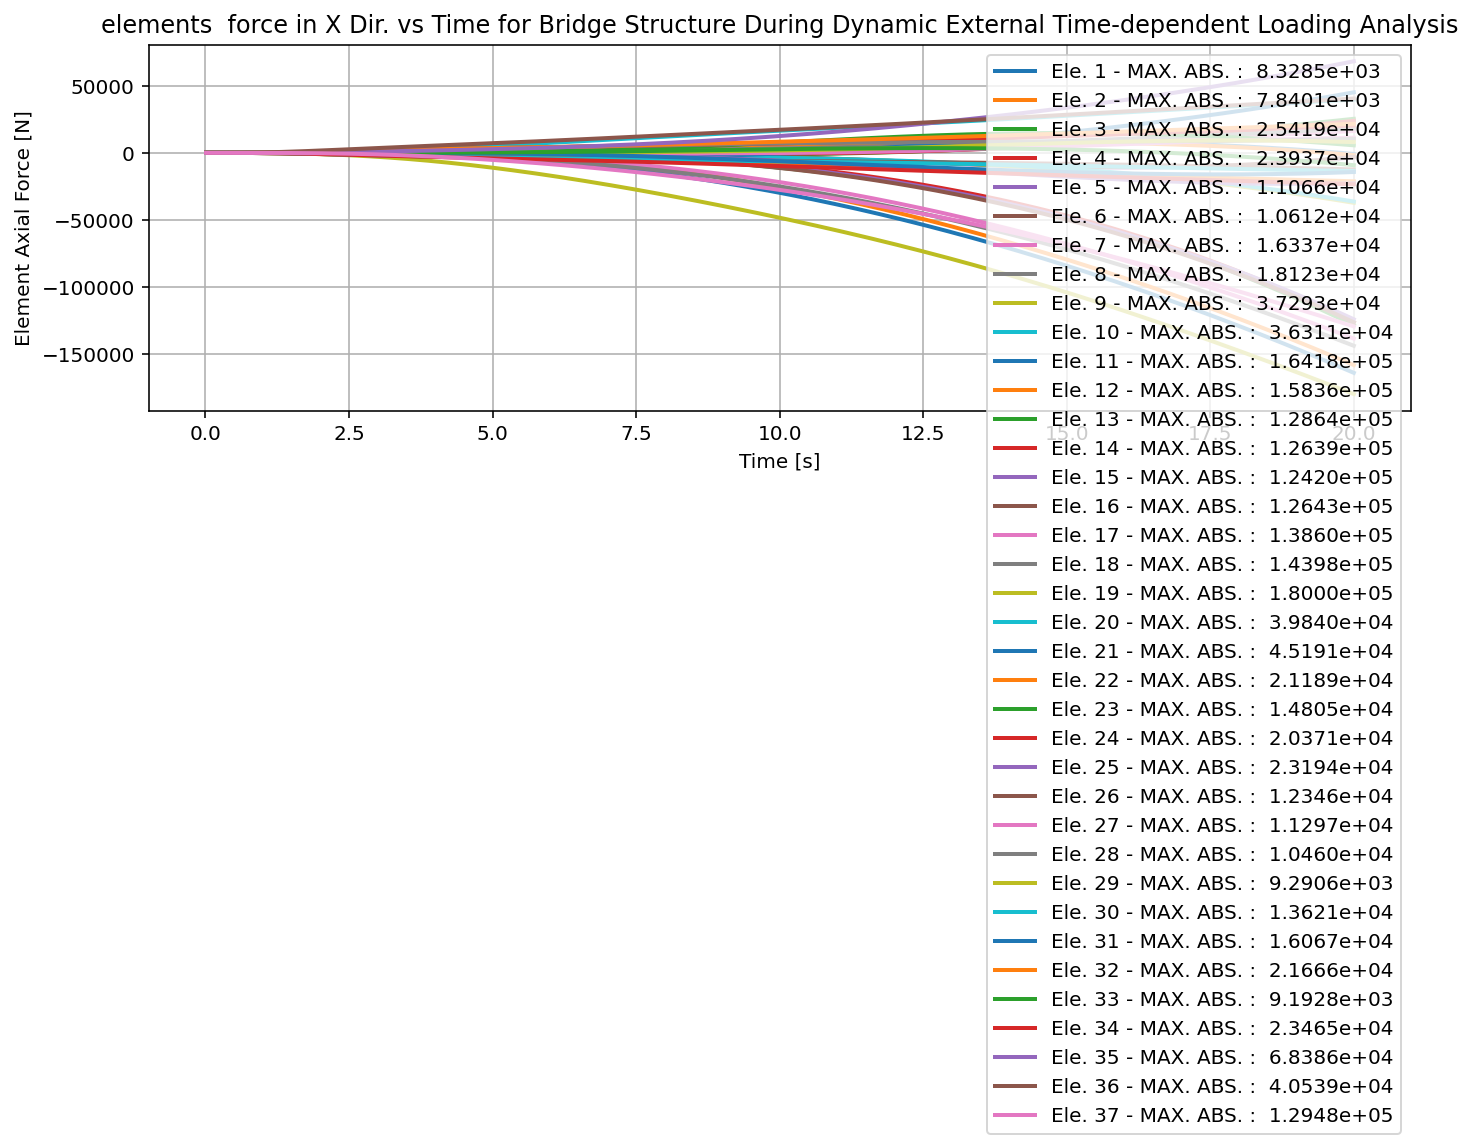 elements  force in X Dir. vs Time for Bridge Structure During Dynamic External Time-dependent Loading Analysis
Element Axial Force [N]
50000
0
−50000
−100000
−150000
0.0
2.5
5.0
7.5
10.0
12.5
15.0
17.5
20.0
Time [s]
Ele. 1 - MAX. ABS. :  8.3285e+03
Ele. 2 - MAX. ABS. :  7.8401e+03
Ele. 3 - MAX. ABS. :  2.5419e+04
Ele. 4 - MAX. ABS. :  2.3937e+04
Ele. 5 - MAX. ABS. :  1.1066e+04
Ele. 6 - MAX. ABS. :  1.0612e+04
Ele. 7 - MAX. ABS. :  1.6337e+04
Ele. 8 - MAX. ABS. :  1.8123e+04
Ele. 9 - MAX. ABS. :  3.7293e+04
Ele. 10 - MAX. ABS. :  3.6311e+04
Ele. 11 - MAX. ABS. :  1.6418e+05
Ele. 12 - MAX. ABS. :  1.5836e+05
Ele. 13 - MAX. ABS. :  1.2864e+05
Ele. 14 - MAX. ABS. :  1.2639e+05
Ele. 15 - MAX. ABS. :  1.2420e+05
Ele. 16 - MAX. ABS. :  1.2643e+05
Ele. 17 - MAX. ABS. :  1.3860e+05
Ele. 18 - MAX. ABS. :  1.4398e+05
Ele. 19 - MAX. ABS. :  1.8000e+05
Ele. 20 - MAX. ABS. :  3.9840e+04
Ele. 21 - MAX. ABS. :  4.5191e+04
Ele. 22 - MAX. ABS. :  2.1189e+04
Ele. 23 - MAX. ABS. :  1.4805e+04
Ele. 24 - MAX. ABS. :  2.0371e+04
Ele. 25 - MAX. ABS. :  2.3194e+04
Ele. 26 - MAX. ABS. :  1.2346e+04
Ele. 27 - MAX. ABS. :  1.1297e+04
Ele. 28 - MAX. ABS. :  1.0460e+04
Ele. 29 - MAX. ABS. :  9.2906e+03
Ele. 30 - MAX. ABS. :  1.3621e+04
Ele. 31 - MAX. ABS. :  1.6067e+04
Ele. 32 - MAX. ABS. :  2.1666e+04
Ele. 33 - MAX. ABS. :  9.1928e+03
Ele. 34 - MAX. ABS. :  2.3465e+04
Ele. 35 - MAX. ABS. :  6.8386e+04
Ele. 36 - MAX. ABS. :  4.0539e+04
Ele. 37 - MAX. ABS. :  1.2948e+05